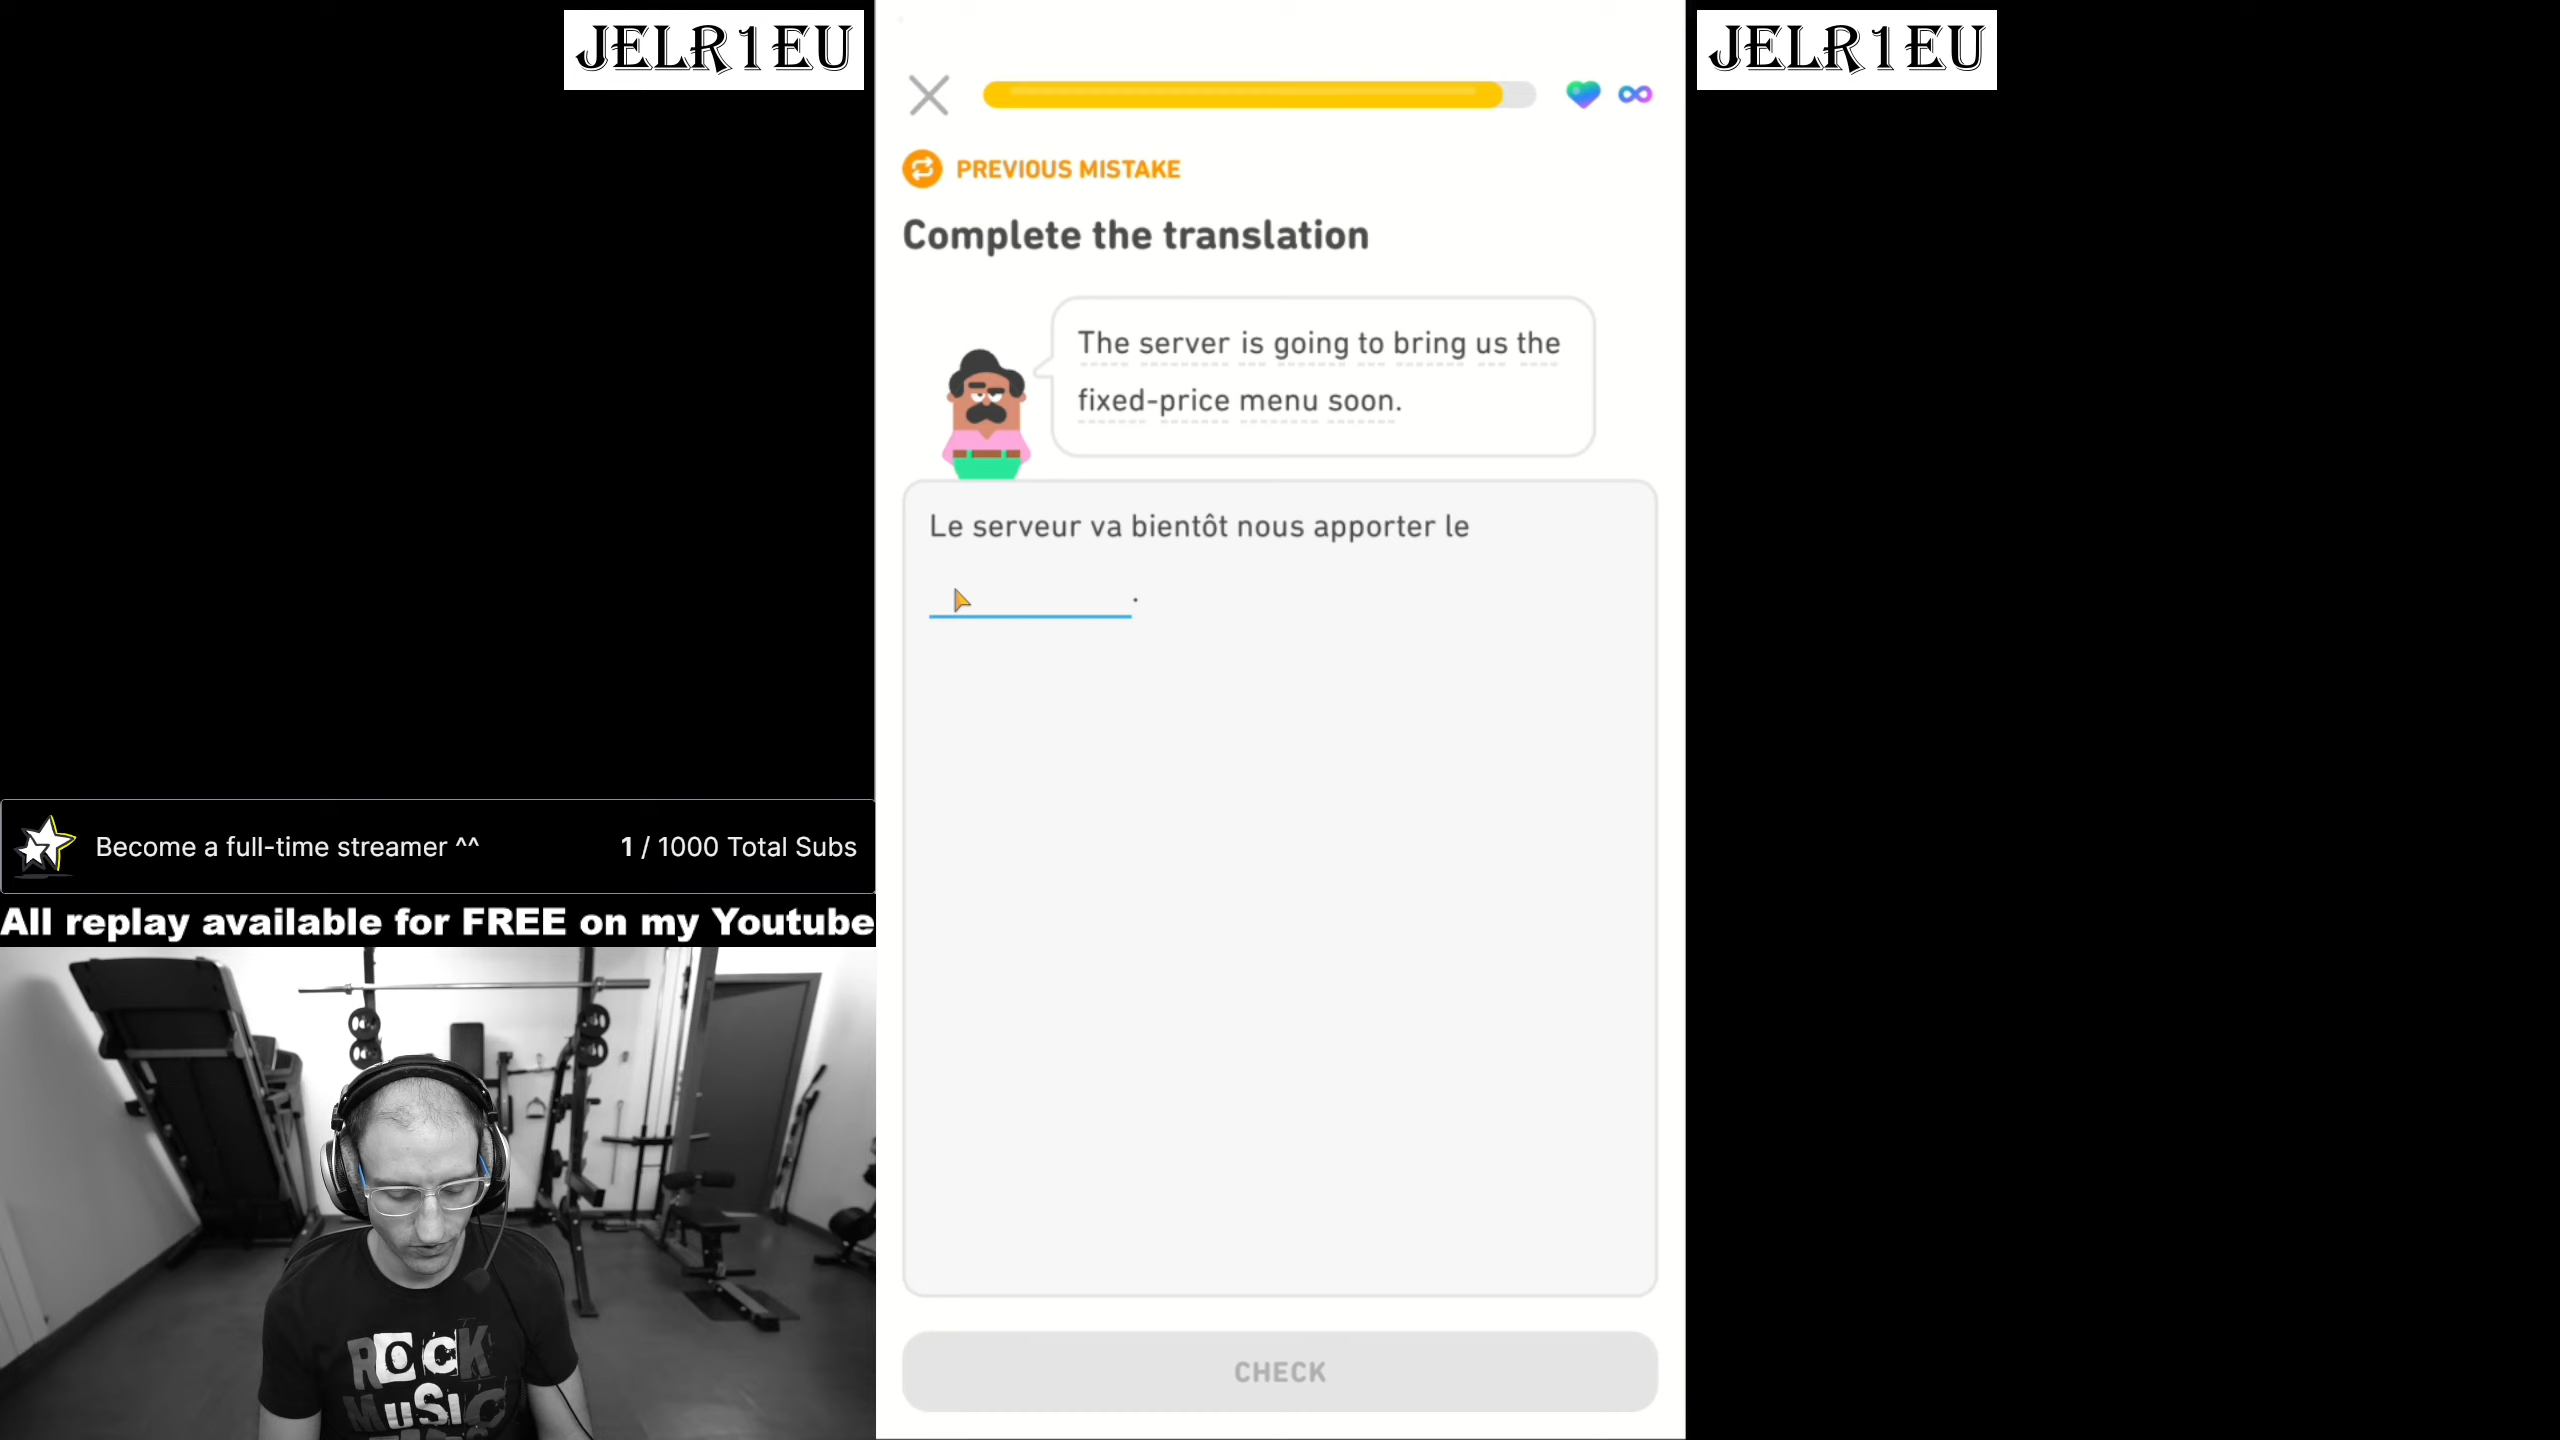 JELR1EU
JELR1EU
PREVIOUS MISTAKE
Complete the translation
The server is going to bring us the
fixed-price menu soon.
Le serveur va bientôt nous apporter le
.
CHECK
Become a full-time streamer ^^ 1 / 1000 Total Subs
All replay available for FREE on my Youtube
ROCK
MUSIC